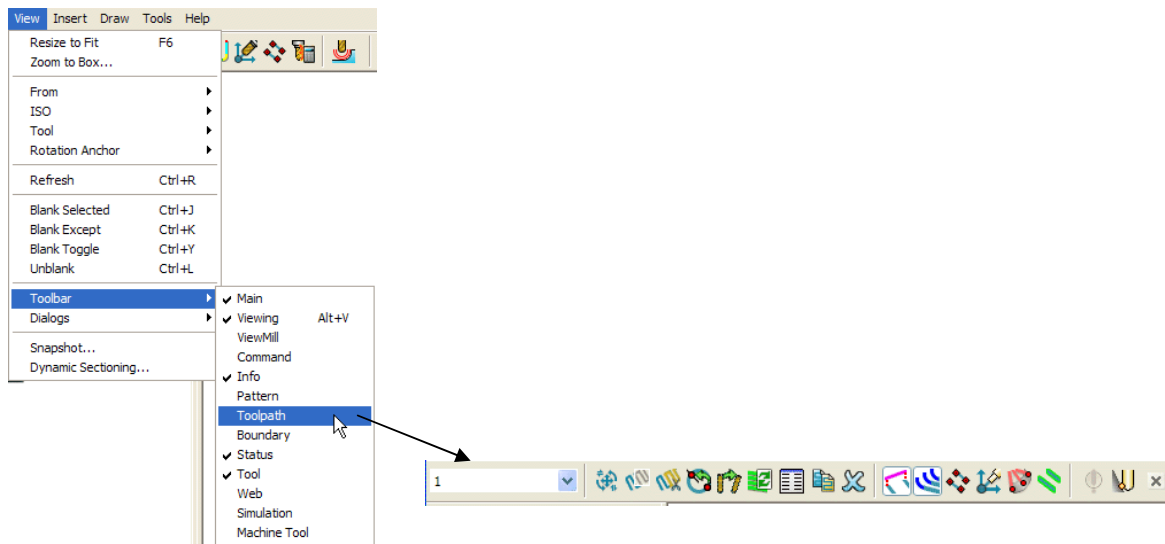 View Insert Draw Tools Help
Resize to Fit F6
Zoom to Box...
From
ISO
Tool
Rotation Anchor
Refresh Ctrl+R
Blank Selected Ctrl+J
Blank Except Ctrl+K
Blank Toggle Ctrl+Y
Unblank Ctrl+L
Toolbar
Dialogs
Snapshot...
Dynamic Sectioning...
Main
Viewing Alt+V
ViewMill
Command
Info
Pattern
Toolpath
Boundary
Status
Tool
Web
Simulation
Machine Tool
1